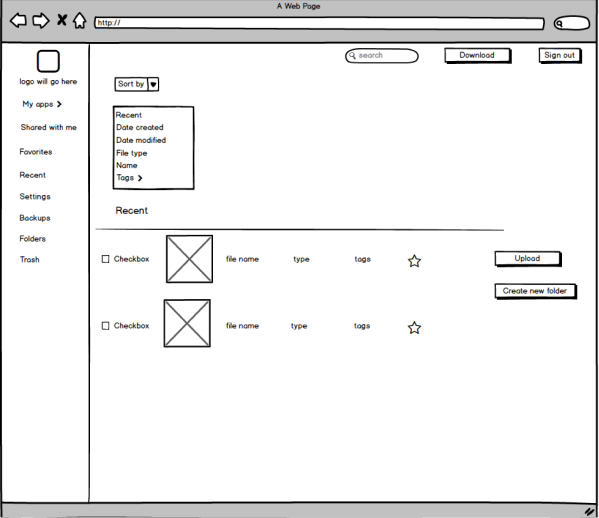 A Web Page
http://
search
Download
Sign out
logo will go here
My apps
Shared with me
Favorites
Recent
Settings
Backups
Folders
Trash
Sort by
Recent
Date created
Date modified
File type
Name
Tags
Recent
Checkbox file name type tags
Upload
Create new folder
Checkbox file name type tags